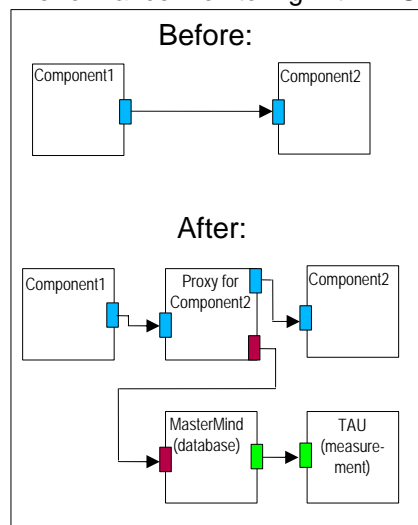 Before:
Component1
Component2
After:
Component1
Proxy for
Component2
Component2
MasterMind
(database)
TAU
(measure-
ment)